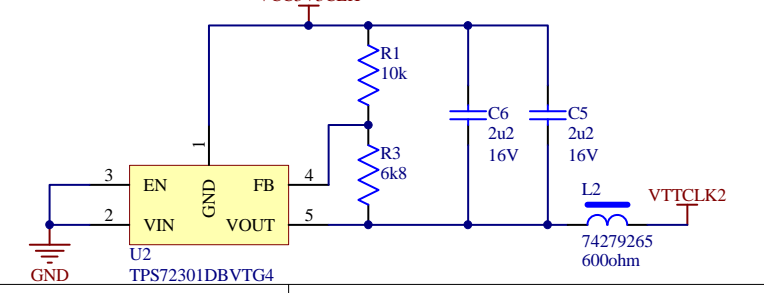 R1
10k
C6
2u2
16V
C5
2u2
16V
1
R3
6k8
3
EN
GND
FB
4
2
VIN
VOUT
5
L2
VTTCLK2
74279265
600ohm
U2
TPS72301DBVTG4
GND